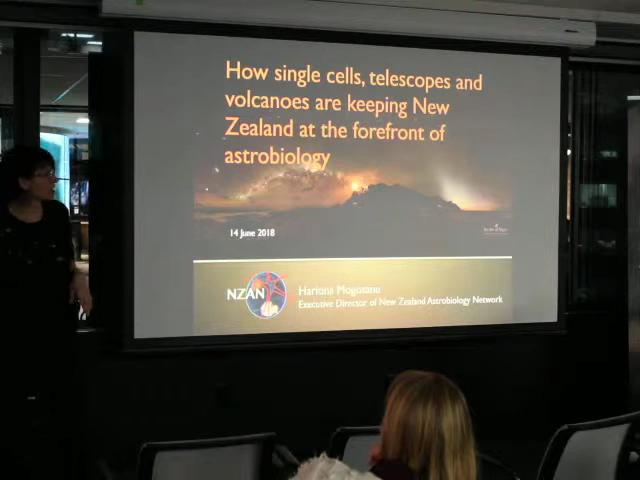 How single cells, telescopes and
volcanoes are keeping New
Zealand at the forefront of
astrobiology
14 June 2018
NZAN
Haritina Mogosanu
Executive Director of New Zealand Astrobiology Network